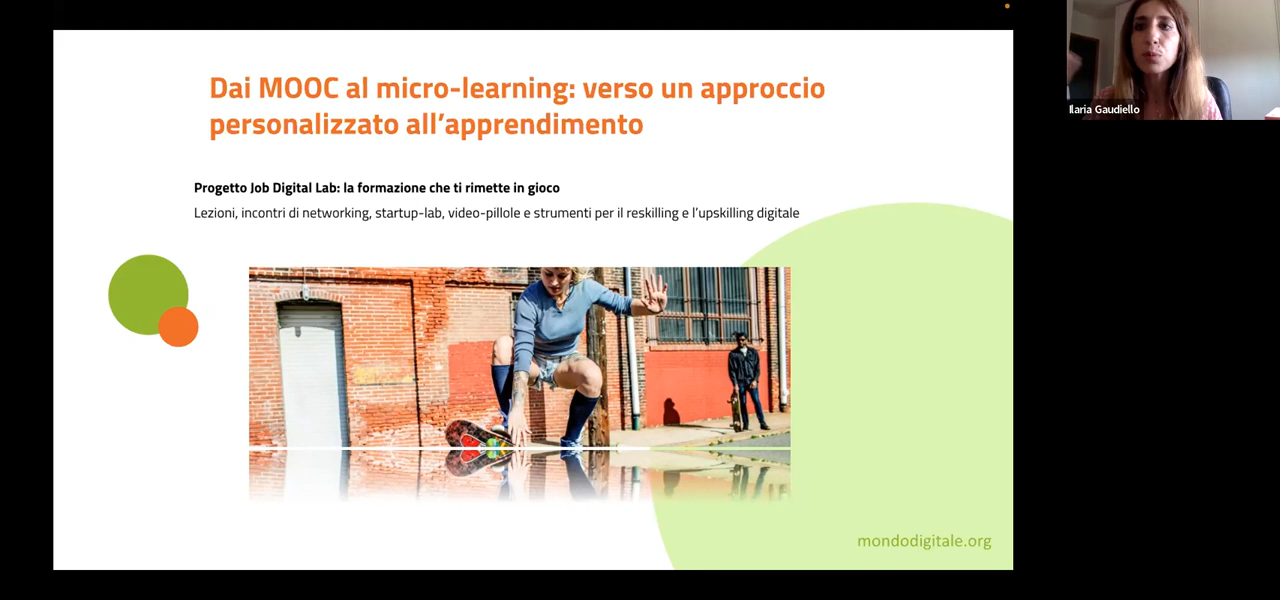 Dai MOOC al micro-learning: verso un approccio
personalizzato all’apprendimento
Progetto Job Digital Lab: la formazione che ti rimette in gioco
Lezioni, incontri di networking, startup-lab, video-pillole e strumenti per il reskilling e l’upskilling digitale
mondodigitale.org
Ilaria Gaudiello